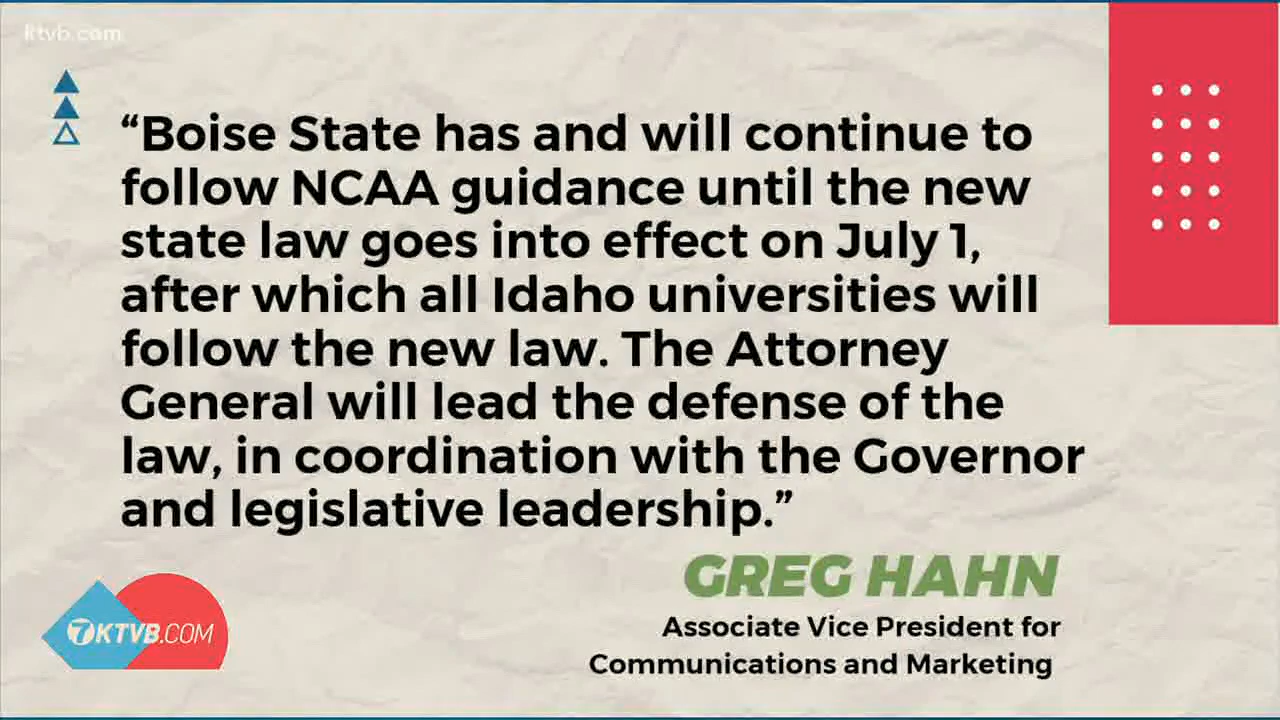 ktvb.com
“Boise State has and will continue to
follow NCAA guidance until the new
state law goes into effect on July 1,
after which all Idaho universities will
follow the new law. The Attorney
General will lead the defense of the
law, in coordination with the Governor
and legislative leadership.”
GREG HAHN
Associate Vice President for
Communications and Marketing
7KTVB.COM